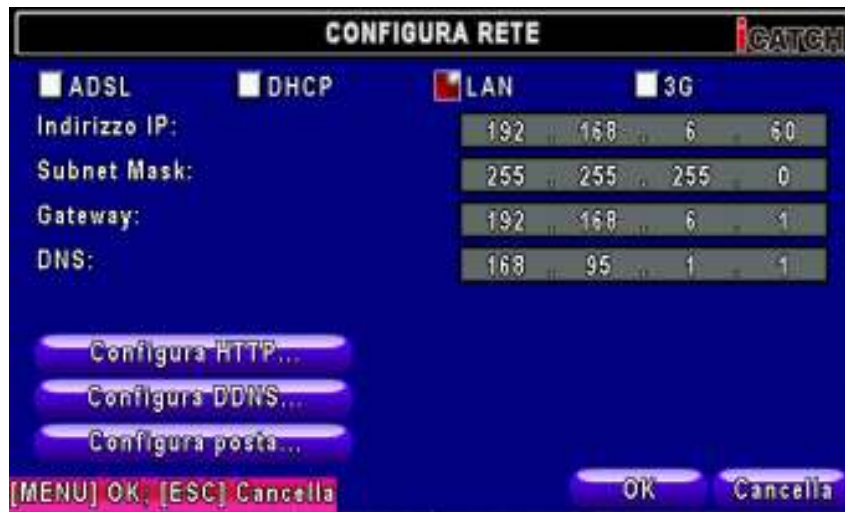 CONFIGURA RETE iCATCH
ADSL DHCP LAN 3G
Indirizzo IP: 192 . 168 . 6 . 60
Subnet Mask: 255 . 255 . 255 . 0
Gateway: 192 . 168 . 6 . 1
DNS: 168 . 95 . 1 . 1
Configura HTTP...
Configura DDNS...
Configura posta...
[MENU] OK; [ESC] Cancella OK Cancella